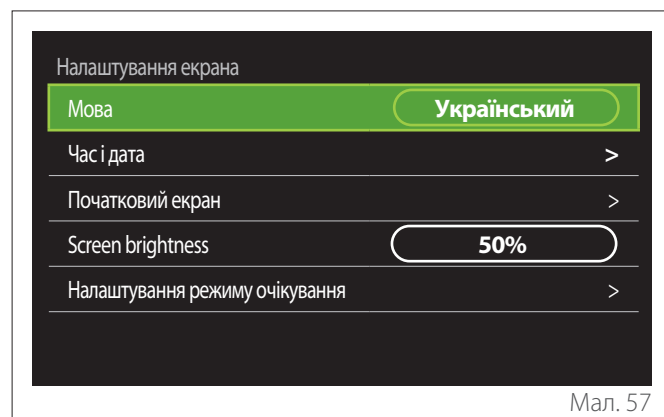 Налаштування екрана
Мова Український
Час і дата >
Початковий екран >
Screen brightness 50%
Налаштування режиму очікування >
Мал. 57